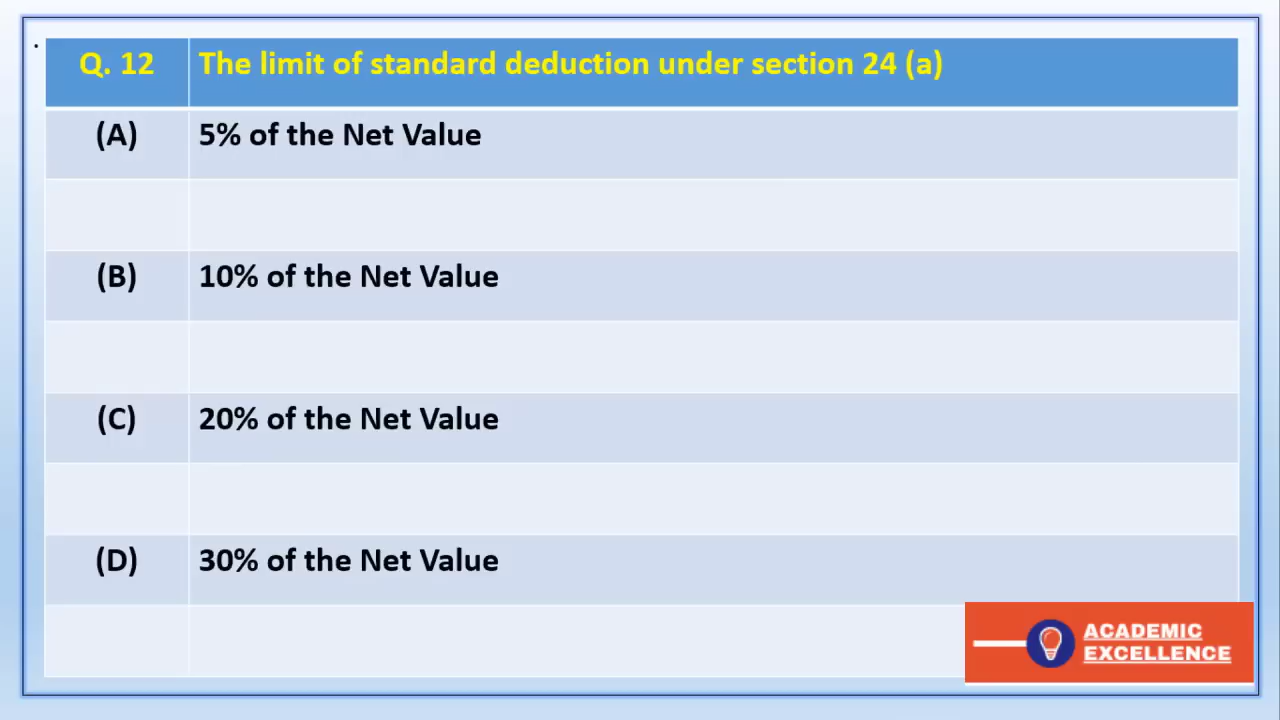 Q. 12 The limit of standard deduction under section 24 (a)
(A) 5% of the Net Value
(B) 10% of the Net Value
(C) 20% of the Net Value
(D) 30% of the Net Value
ACADEMIC
EXCELLENCE